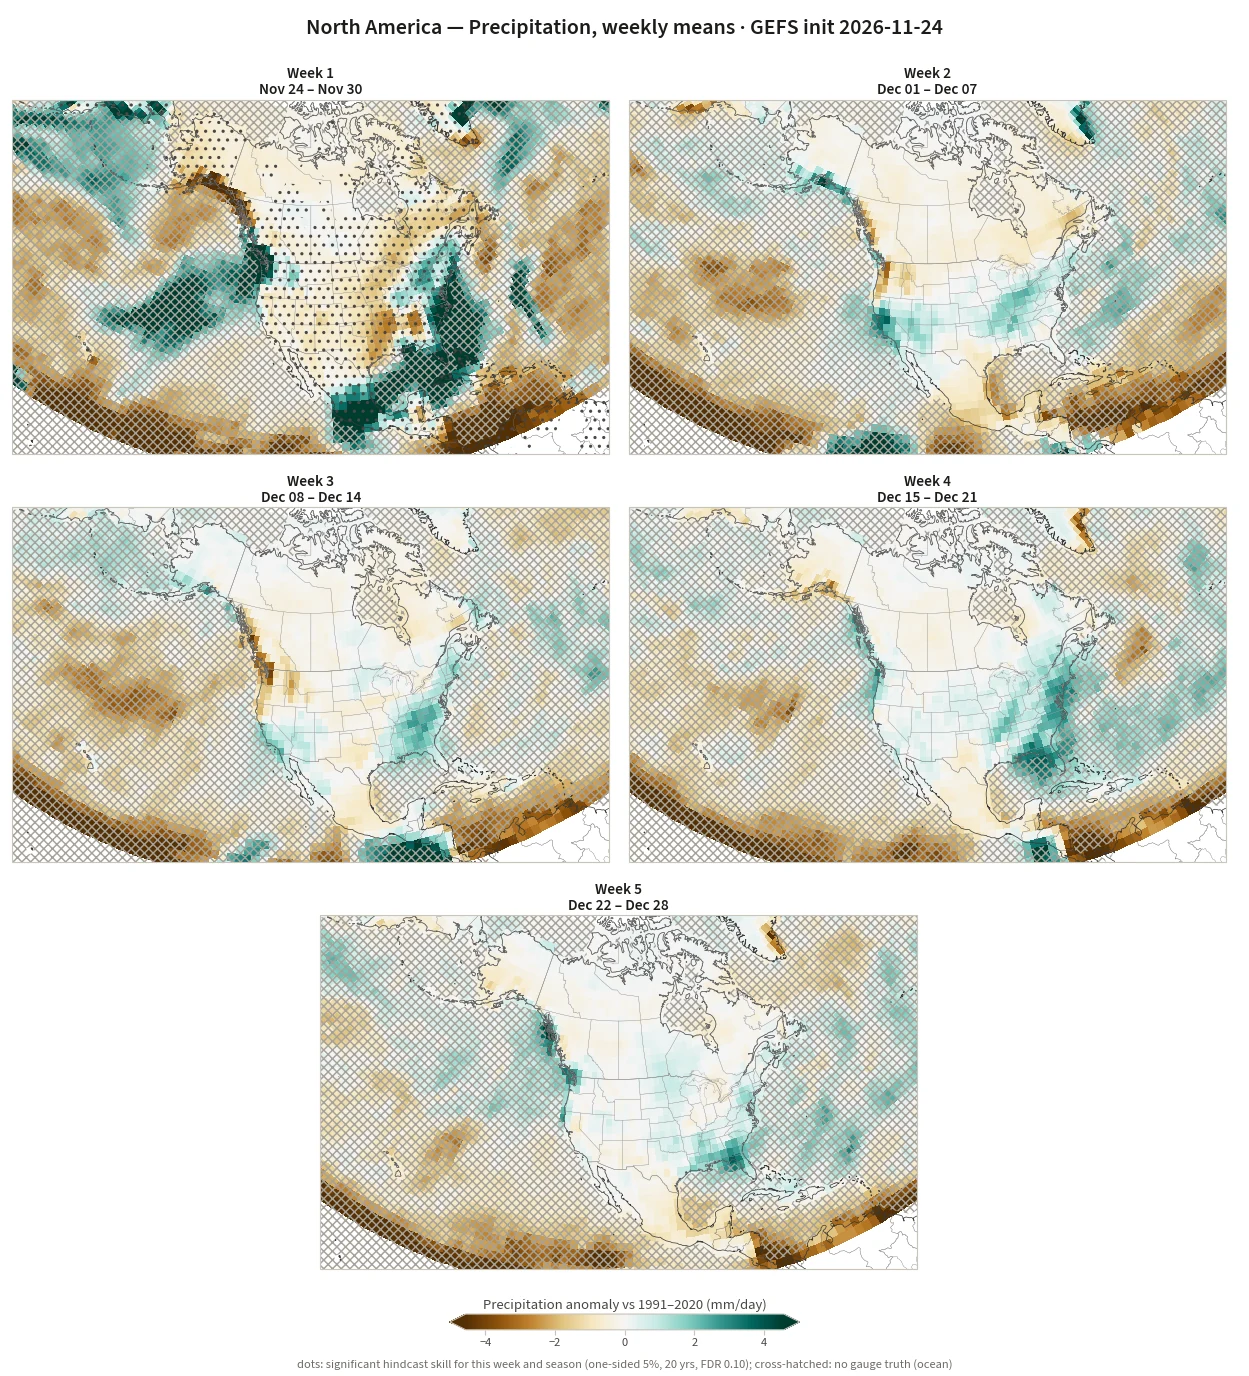 North America — Precipitation, weekly means · GEFS init 2026-11-24
Week 1
Nov 24 – Nov 30
Week 2
Dec 01 – Dec 07
Week 3
Dec 08 – Dec 14
Week 4
Dec 15 – Dec 21
Week 5
Dec 22 – Dec 28
Precipitation anomaly vs 1991–2020 (mm/day)
−4 −2 0 2 4
dots: significant hindcast skill for this week and season (one-sided 5%, 20 yrs, FDR 0.10); cross-hatched: no gauge truth (ocean)